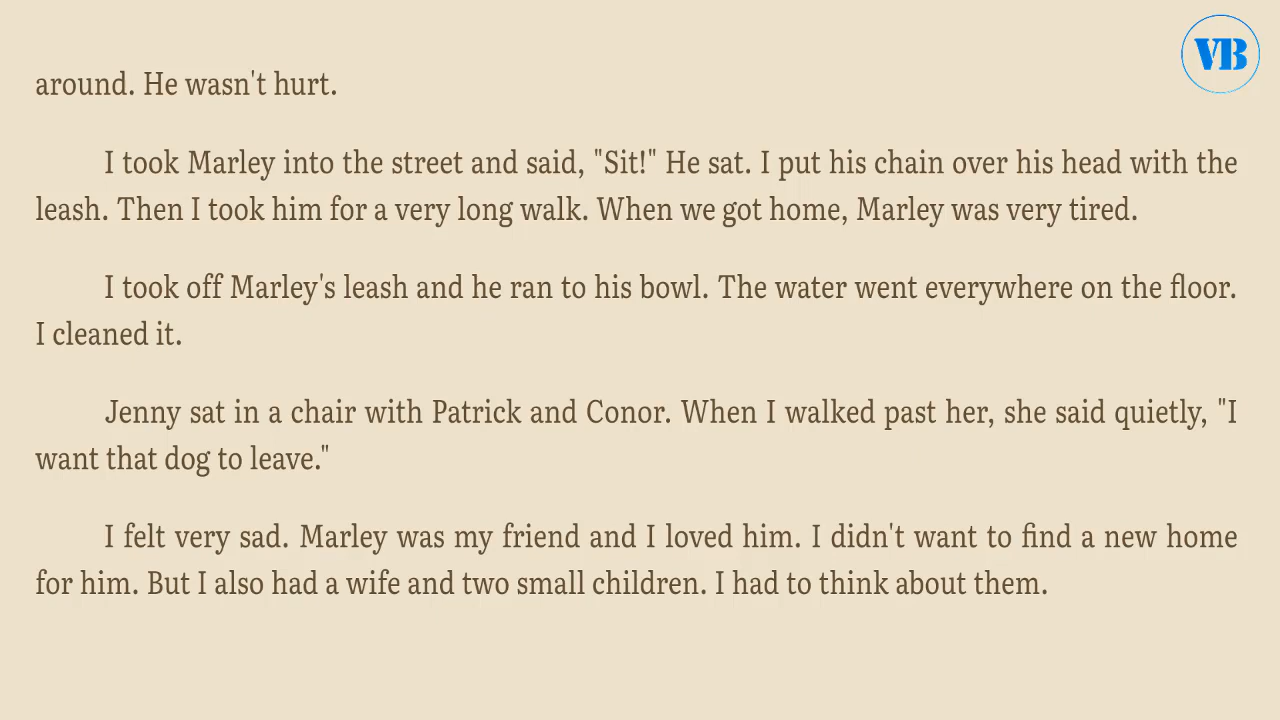 VB
around. He wasn't hurt.
I took Marley into the street and said, "Sit!" He sat. I put his chain over his head with the
leash. Then I took him for a very long walk. When we got home, Marley was very tired.
I took off Marley's leash and he ran to his bowl. The water went everywhere on the floor.
I cleaned it.
Jenny sat in a chair with Patrick and Conor. When I walked past her, she said quietly, "I
want that dog to leave."
I felt very sad. Marley was my friend and I loved him. I didn't want to find a new home
for him. But I also had a wife and two small children. I had to think about them.